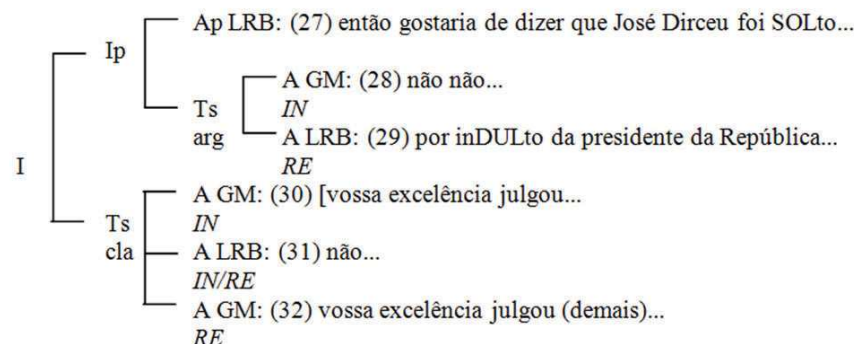 Ap LRB: (27) então gostaria de dizer que José Dirceu foi SOLto...
Ip
A GM: (28) não não...
Ts
IN
arg
A LRB: (29) por inDULto da presidente da República...
RE
I
A GM: (30) [vossa excelência julgou...
Ts
IN
cla
A LRB: (31) não...
IN/RE
A GM: (32) vossa excelência julgou (demais)...
RE